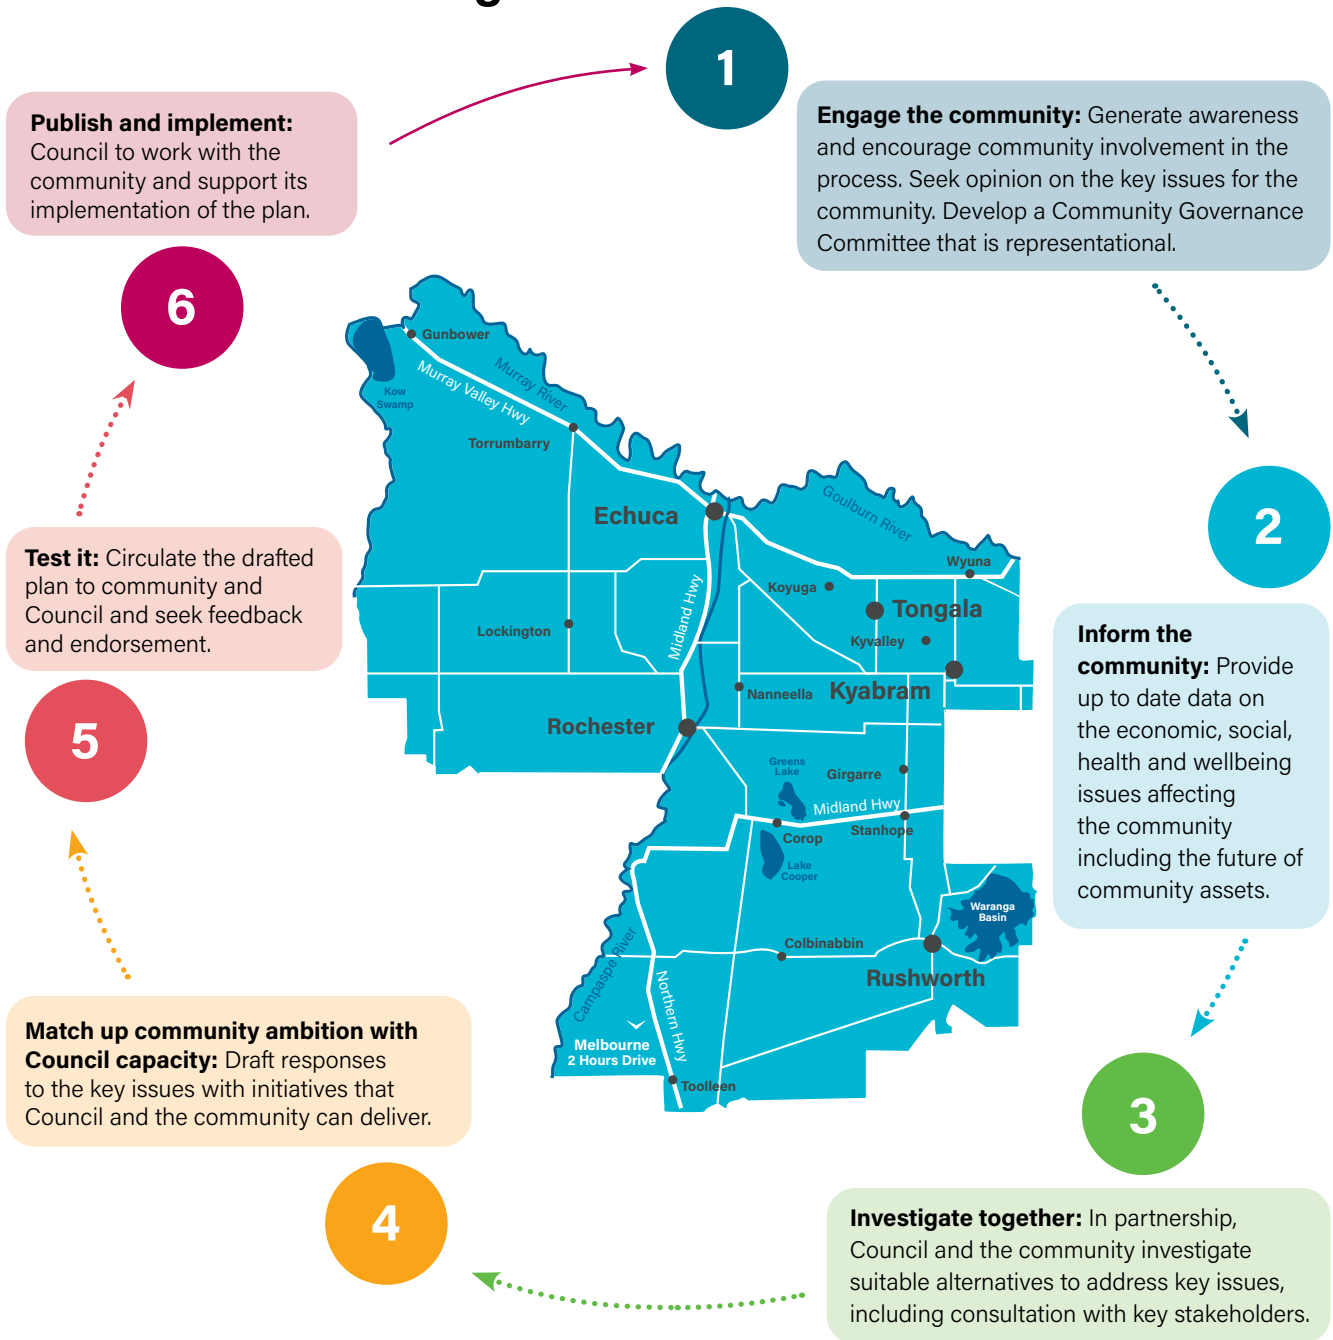 1
Engage the community: Generate awareness
and encourage community involvement in the
process. Seek opinion on the key issues for the
community. Develop a Community Governance
Committee that is representational.
2
Inform the
community: Provide
up to date data on
the economic, social,
health and wellbeing
issues affecting
the community
including the future of
community assets.
3
Investigate together: In partnership,
Council and the community investigate
suitable alternatives to address key issues,
including consultation with key stakeholders.
4
Match up community ambition with
Council capacity: Draft responses
to the key issues with initiatives that
Council and the community can deliver.
5
Test it: Circulate the drafted
plan to community and
Council and seek feedback
and endorsement.
6
Publish and implement:
Council to work with the
community and support its
implementation of the plan.
Gunbower
Murray River
Murray Valley Hwy
Kow
Swamp
Torrumbarry
Echuca
Goulburn River
Wyuna
Koyuga
Tongala
Kyvalley
Lockington
Midland Hwy
Nanneella
Kyabram
Rochester
Greens
Lake
Girgarre
Midland Hwy
Corop
Stanhope
Lake
Cooper
Waranga
Basin
Colbinabbin
Rushworth
Campaspe River
Northern Hwy
Melbourne
2 Hours Drive
Toolleen